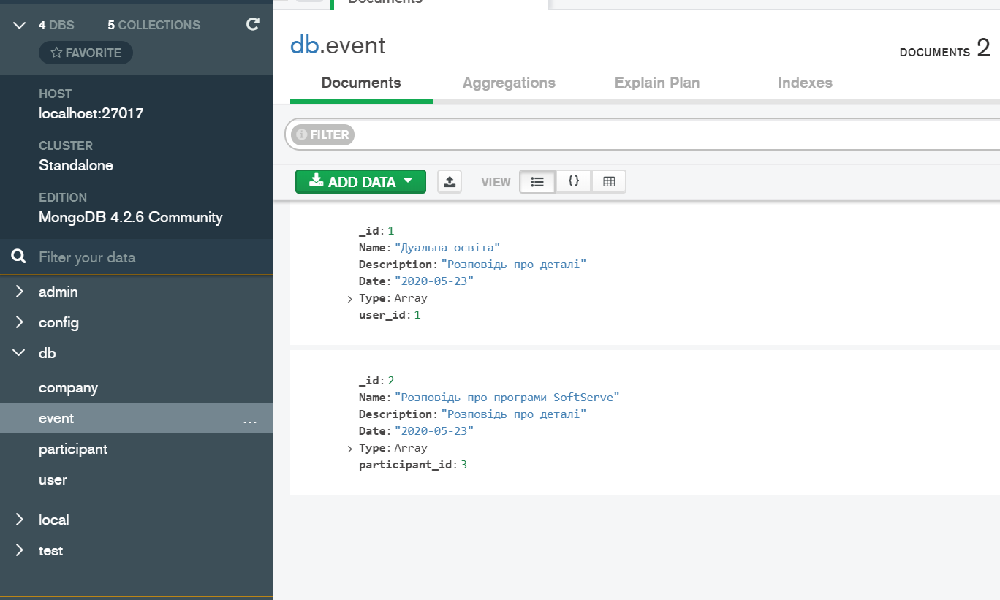 Documents
4 DBS 5 COLLECTIONS
FAVORITE
HOST
localhost:27017
CLUSTER
Standalone
EDITION
MongoDB 4.2.6 Community
Filter your data
admin
config
db
company
event ...
participant
user
local
test
db.event
DOCUMENTS 2
Documents Aggregations Explain Plan Indexes
FILTER
ADD DATA VIEW {}
_id: 1
Name: "Дуальна освіта"
Description: "Розповідь про деталі"
Date: "2020-05-23"
Type: Array
user_id: 1
_id: 2
Name: "Розповідь про програми SoftServe"
Description: "Розповідь про деталі"
Date: "2020-05-23"
Type: Array
participant_id: 3